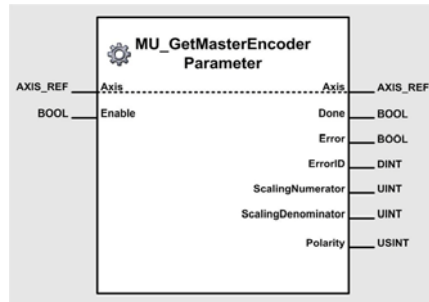 MU_GetMasterEncoder
Parameter
AXIS_REF Axis Axis AXIS_REF
BOOL Enable Done BOOL
Error BOOL
ErrorID DINT
ScalingNumerator UINT
ScalingDenominator UINT
Polarity USINT